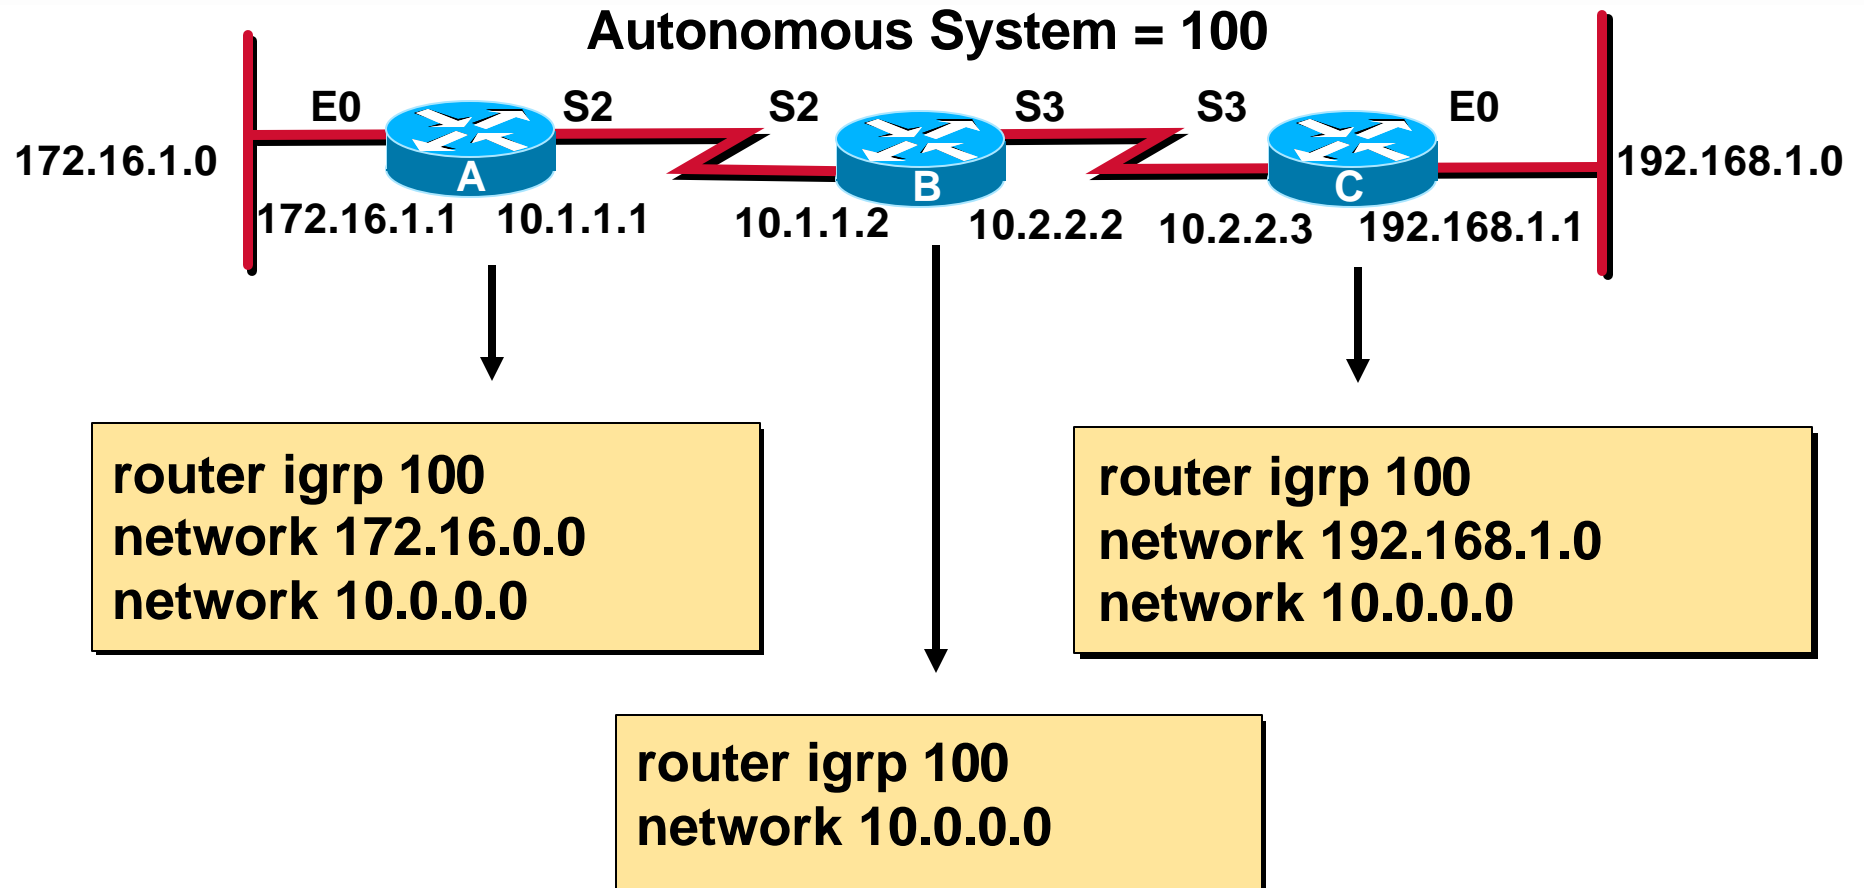 Autonomous System = 100
E0
S2
S2
S3
S3
E0
172.16.1.0
A
B
C
192.168.1.0
172.16.1.1
10.1.1.1
10.1.1.2
10.2.2.2
10.2.2.3
192.168.1.1
router igrp 100
network 172.16.0.0
network 10.0.0.0
router igrp 100
network 192.168.1.0
network 10.0.0.0
router igrp 100
network 10.0.0.0